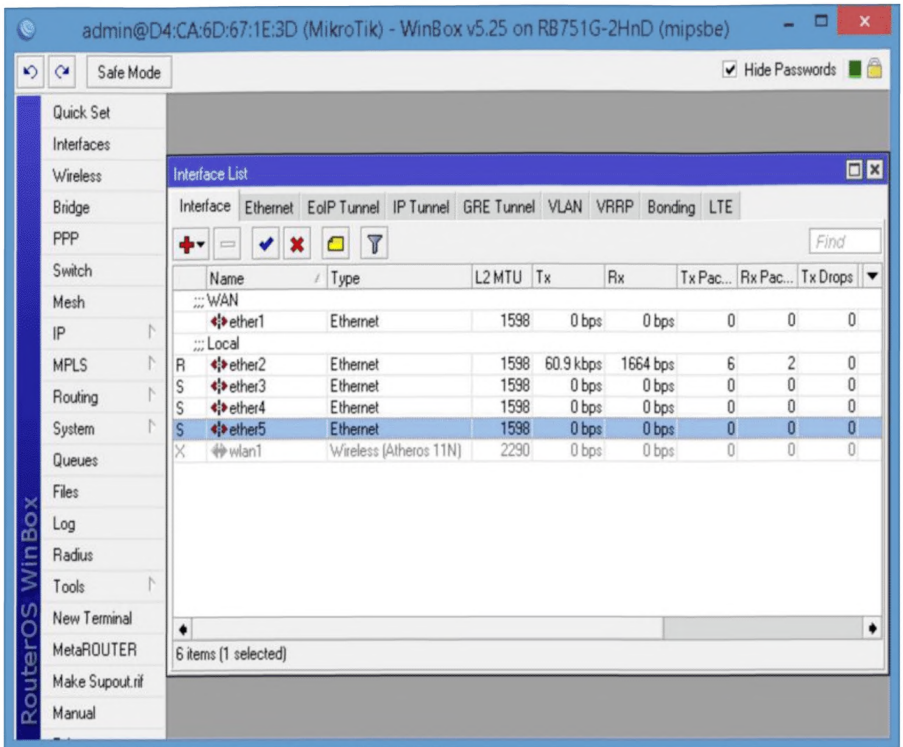 admin@D4:CA:6D:67:1E:3D (MikroTik) - WinBox v5.25 on RB751G-2HnD (mipsbe)
Safe Mode
Hide Passwords
RouterOS WinBox
Quick Set
Interfaces
Wireless
Bridge
PPP
Switch
Mesh
IP
MPLS
Routing
System
Queues
Files
Log
Radius
Tools
New Terminal
MetaROUTER
Make Supout.rif
Manual
Interface List
Interface Ethernet EoIP Tunnel IP Tunnel GRE Tunnel VLAN VRRP Bonding LTE
Find
Name / Type L2 MTU Tx Rx Tx Pac... Rx Pac... Tx Drops
;;; WAN
ether1 Ethernet 1598 0 bps 0 bps 0 0 0
;;; Local
R ether2 Ethernet 1598 60.9 kbps 1664 bps 6 2 0
S ether3 Ethernet 1598 0 bps 0 bps 0 0 0
S ether4 Ethernet 1598 0 bps 0 bps 0 0 0
S ether5 Ethernet 1598 0 bps 0 bps 0 0 0
X wlan1 Wireless (Atheros 11N) 2290 0 bps 0 bps 0 0 0
6 items (1 selected)